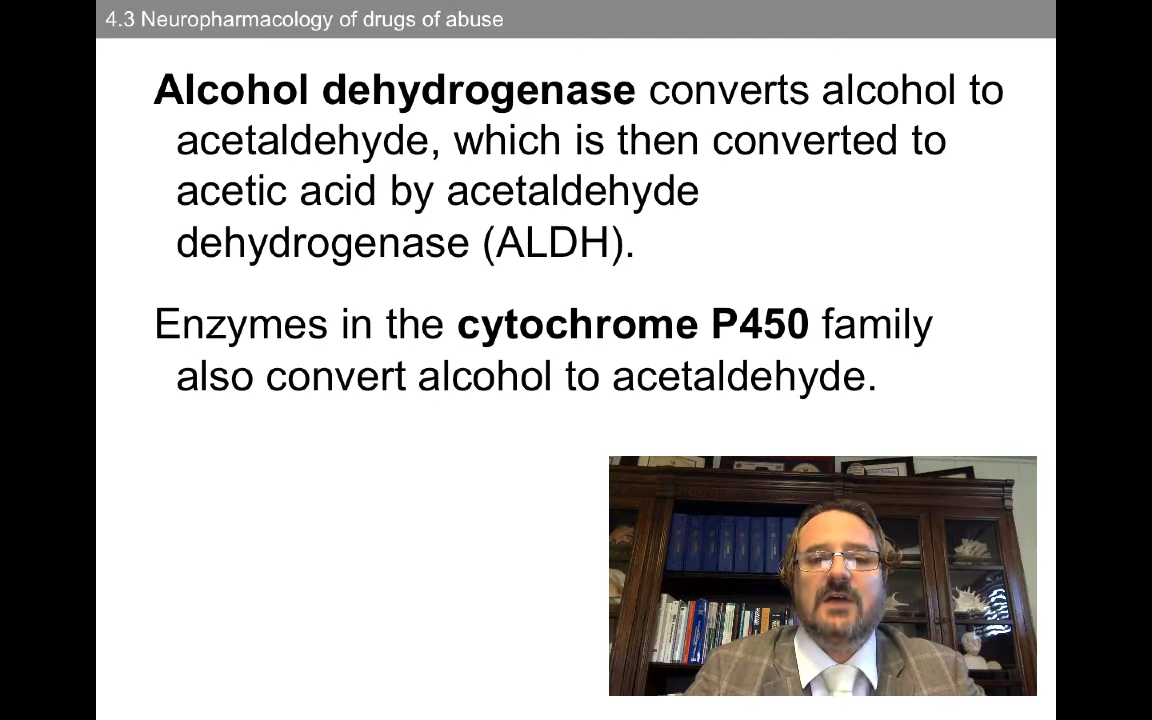 4.3 Neuropharmacology of drugs of abuse
Alcohol dehydrogenase converts alcohol to
acetaldehyde, which is then converted to
acetic acid by acetaldehyde
dehydrogenase (ALDH).
Enzymes in the cytochrome P450 family
also convert alcohol to acetaldehyde.